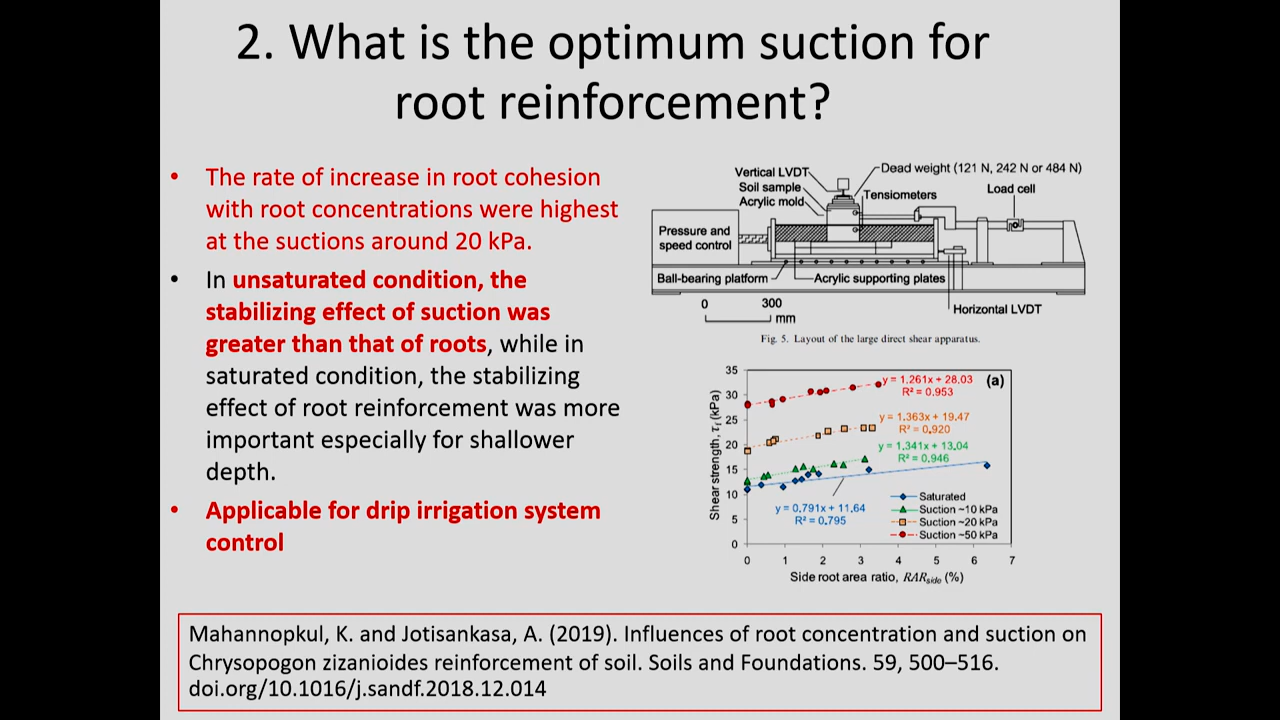 2. What is the optimum suction for
root reinforcement?
• The rate of increase in root cohesion
with root concentrations were highest
at the suctions around 20 kPa.
• In unsaturated condition, the
stabilizing effect of suction was
greater than that of roots, while in
saturated condition, the stabilizing
effect of root reinforcement was more
important especially for shallower
depth.
• Applicable for drip irrigation system
control
Vertical LVDT
Soil sample
Acrylic mold
Dead weight (121 N, 242 N or 484 N)
Tensiometers
Load cell
Pressure and
speed control
Ball-bearing platform
Acrylic supporting plates
Horizontal LVDT
0 300
mm
Fig. 5. Layout of the large direct shear apparatus.
(a)
Shear strength, τf (kPa)
35
30
25
20
15
10
5
0
y = 1.261x + 28.03
R² = 0.953
y = 1.363x + 19.47
R² = 0.920
y = 1.341x + 13.04
R² = 0.946
y = 0.791x + 11.64
R² = 0.795
Saturated
Suction ~10 kPa
Suction ~20 kPa
Suction ~50 kPa
0 1 2 3 4 5 6 7
Side root area ratio, RARside (%)
Mahannopkul, K. and Jotisankasa, A. (2019). Influences of root concentration and suction on
Chrysopogon zizanioides reinforcement of soil. Soils and Foundations. 59, 500–516.
doi.org/10.1016/j.sandf.2018.12.014